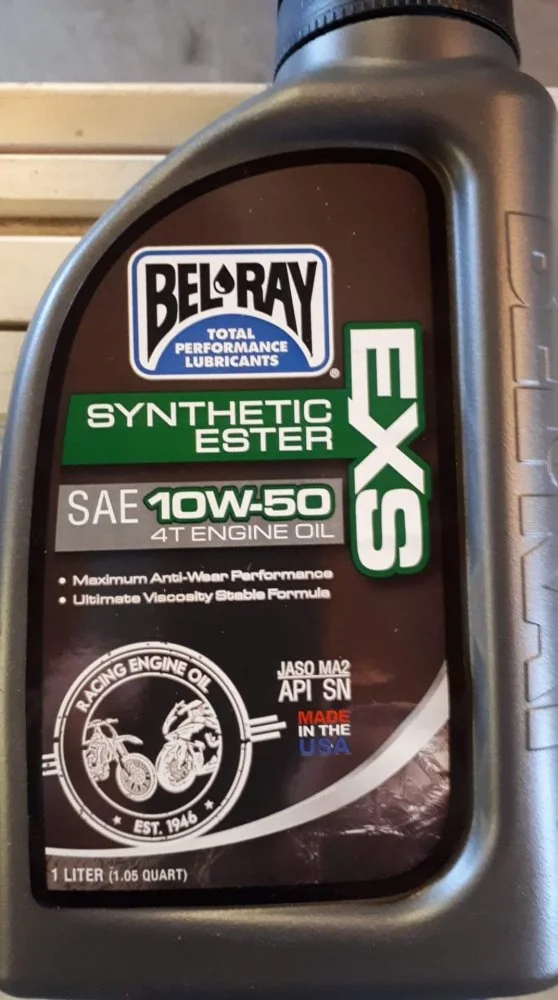 BEL-RAY
TOTAL
PERFORMANCE
LUBRICANTS
®
EXS
SYNTHETIC
ESTER
SAE 10W-50
4T ENGINE OIL
• Maximum Anti-Wear Performance
• Ultimate Viscosity Stable Formula
RACING ENGINE OIL
EST. 1946
JASO MA2
API SN
MADE
IN THE
USA
1 LITER (1.05 QUART)
BEL-RAY